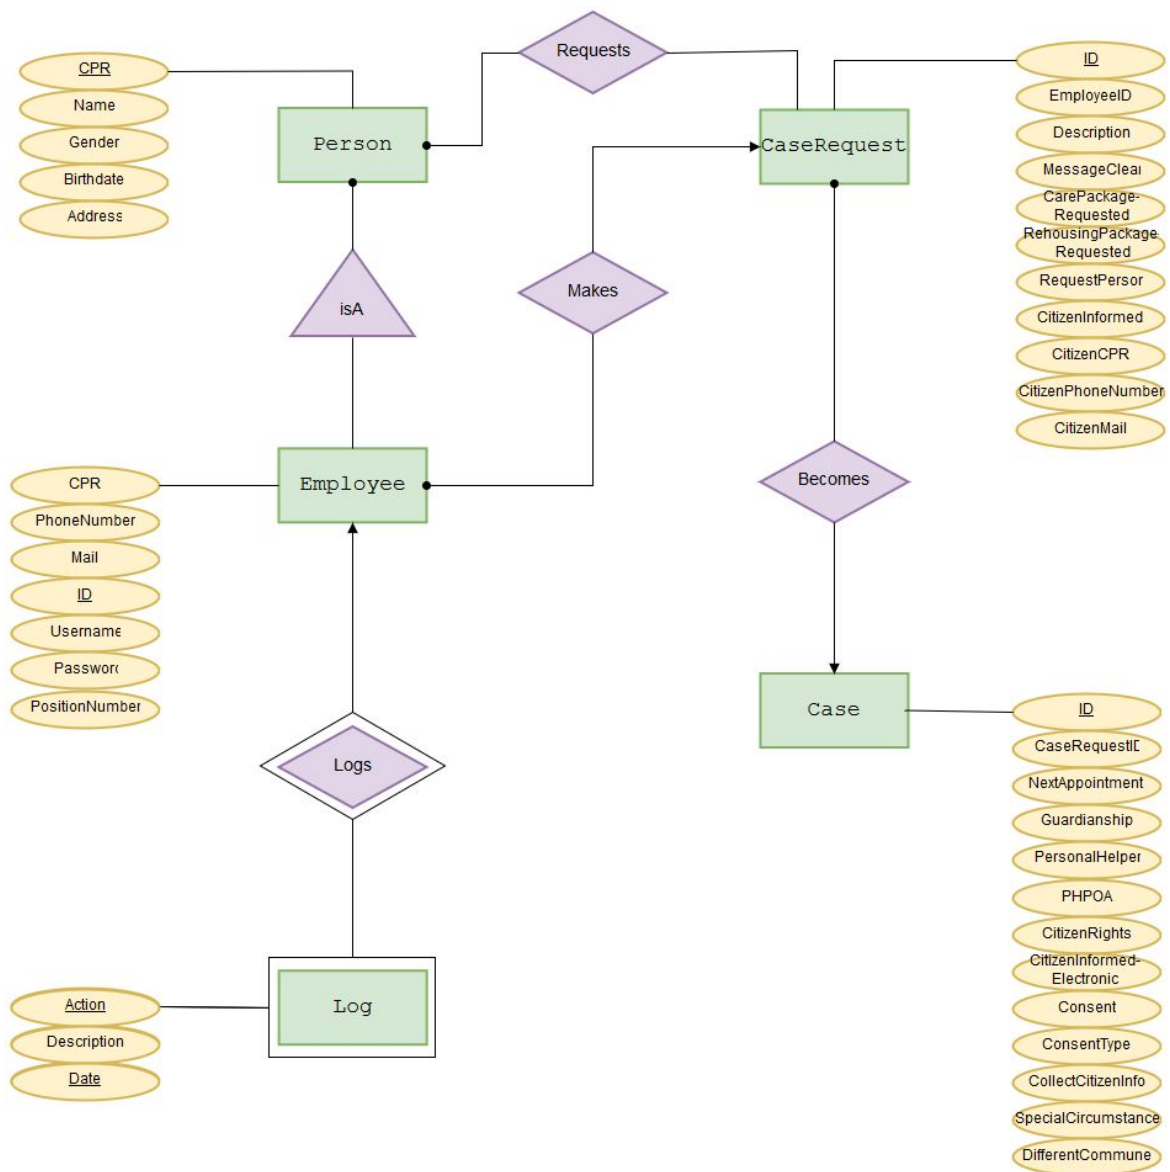 Requests
CPR
Name
Gender
Birthdate
Address
Person
CaseRequest
ID
EmployeeID
Description
MessageClear
CarePackage-
Requested
RehousingPackage
Requested
RequestPerson
CitizenInformed
CitizenCPR
CitizenPhoneNumber
CitizenMail
isA
Makes
Employee
CPR
PhoneNumber
Mail
ID
Username
Password
PositionNumber
Becomes
Case
ID
CaseRequestID
NextAppointment
Guardianship
PersonalHelper
PHPOA
CitizenRights
CitizenInformed-
Electronic
Consent
ConsentType
CollectCitizenInfo
SpecialCircumstance
DifferentCommune
Logs
Log
Action
Description
Date